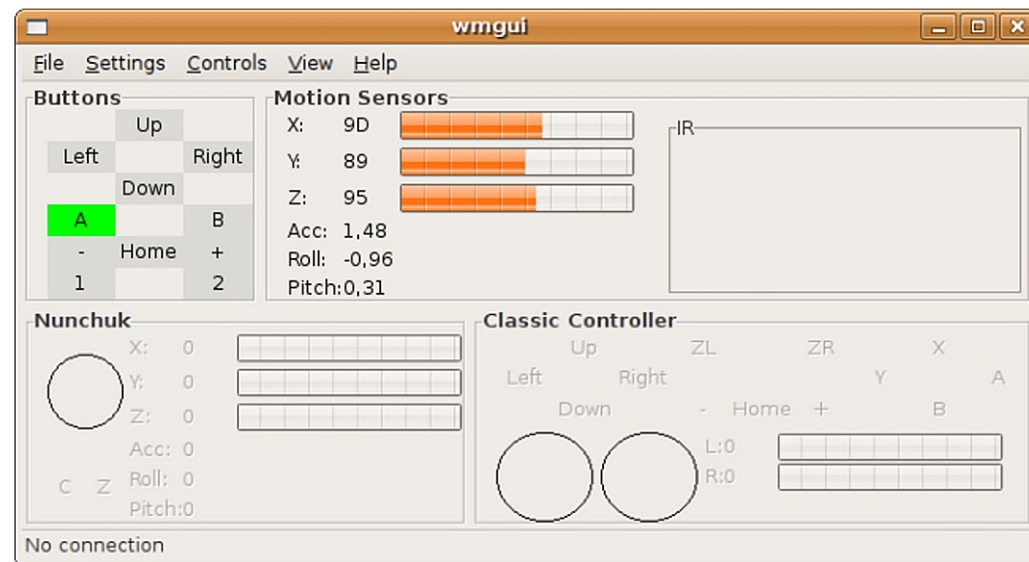 wmgui
File Settings Controls View Help
Buttons
Up
Left Right
Down
A B
- Home +
1 2
Motion Sensors
X: 9D
Y: 89
Z: 95
Acc: 1,48
Roll: -0,96
Pitch:0,31
IR
Nunchuk
X: 0
Y: 0
Z: 0
Acc: 0
C Z Roll: 0
Pitch:0
Classic Controller
Up ZL ZR X
Left Right Y A
Down - Home + B
L:0
R:0
No connection